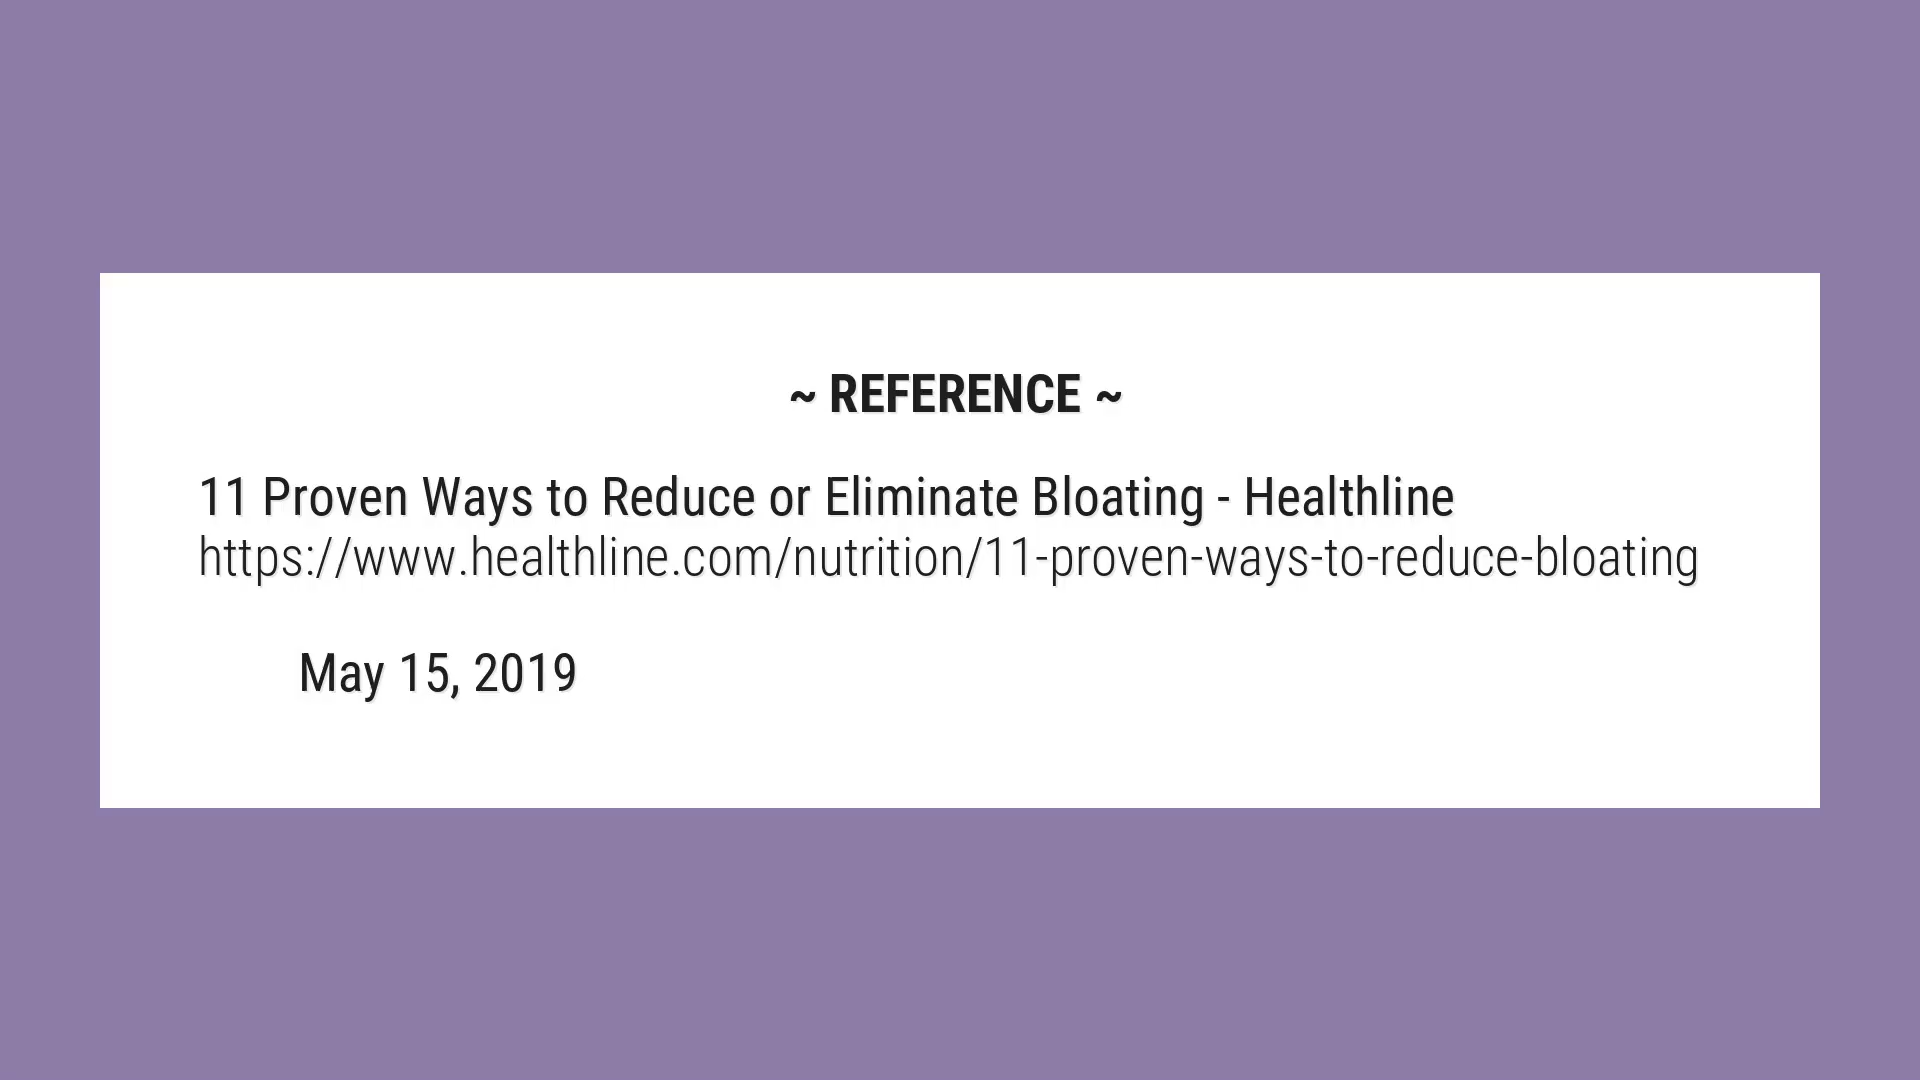 ~ REFERENCE ~
11 Proven Ways to Reduce or Eliminate Bloating - Healthline
https://www.healthline.com/nutrition/11-proven-ways-to-reduce-bloating
May 15, 2019